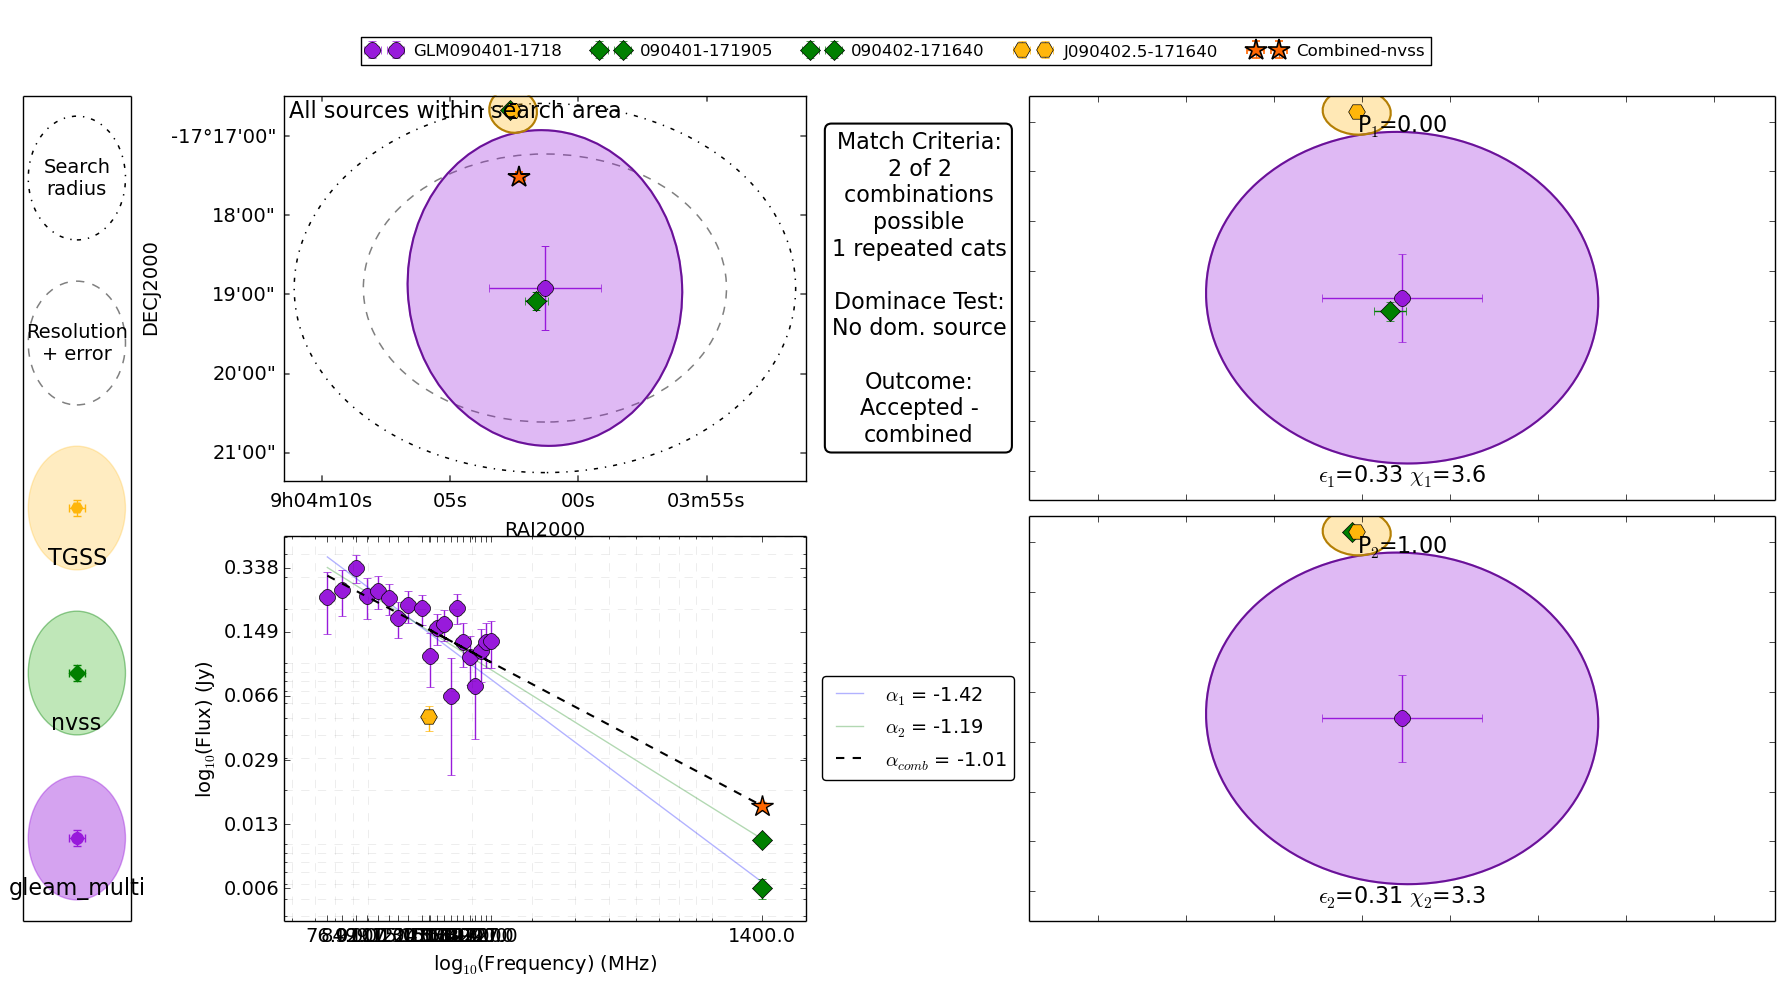 GLM090401-1718 090401-171905 090402-171640 J090402.5-171640 Combined-nvss
Search
radius
Resolution
+ error
TGSS
nvss
gleam_multi
All sources within search area
DECJ2000
-17°17'00"
18'00"
19'00"
20'00"
21'00"
9h04m10s 05s 00s 03m55s
RAJ2000
Match Criteria:
2 of 2
combinations
possible
1 repeated cats
Dominace Test:
No dom. source
Outcome:
Accepted -
combined
P1=0.00
ϵ1=0.33 χ1=3.6
P2=1.00
ϵ2=0.31 χ2=3.3
log10(Flux) (Jy)
0.338
0.149
0.066
0.029
0.013
0.006
1400.0
log10(Frequency) (MHz)
α1 = -1.42
α2 = -1.19
αcomb = -1.01